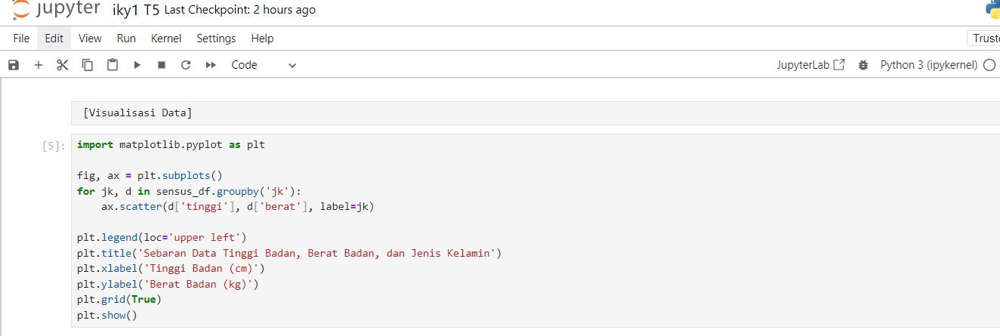 jupyter iky1 T5 Last Checkpoint: 2 hours ago
File Edit View Run Kernel Settings Help
Code JupyterLab Python 3 (ipykernel)
[Visualisasi Data]
[5]:
import matplotlib.pyplot as plt
fig, ax = plt.subplots()
for jk, d in sensus_df.groupby('jk'):
    ax.scatter(d['tinggi'], d['berat'], label=jk)
plt.legend(loc='upper left')
plt.title('Sebaran Data Tinggi Badan, Berat Badan, dan Jenis Kelamin')
plt.xlabel('Tinggi Badan (cm)')
plt.ylabel('Berat Badan (kg)')
plt.grid(True)
plt.show()